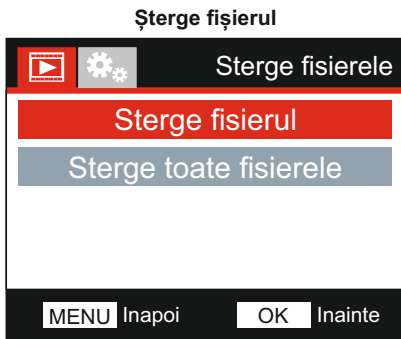 Șterge fișierul
Sterge fisierele
Sterge fisierul
Sterge toate fisierele
MENU Inapoi OK Inainte